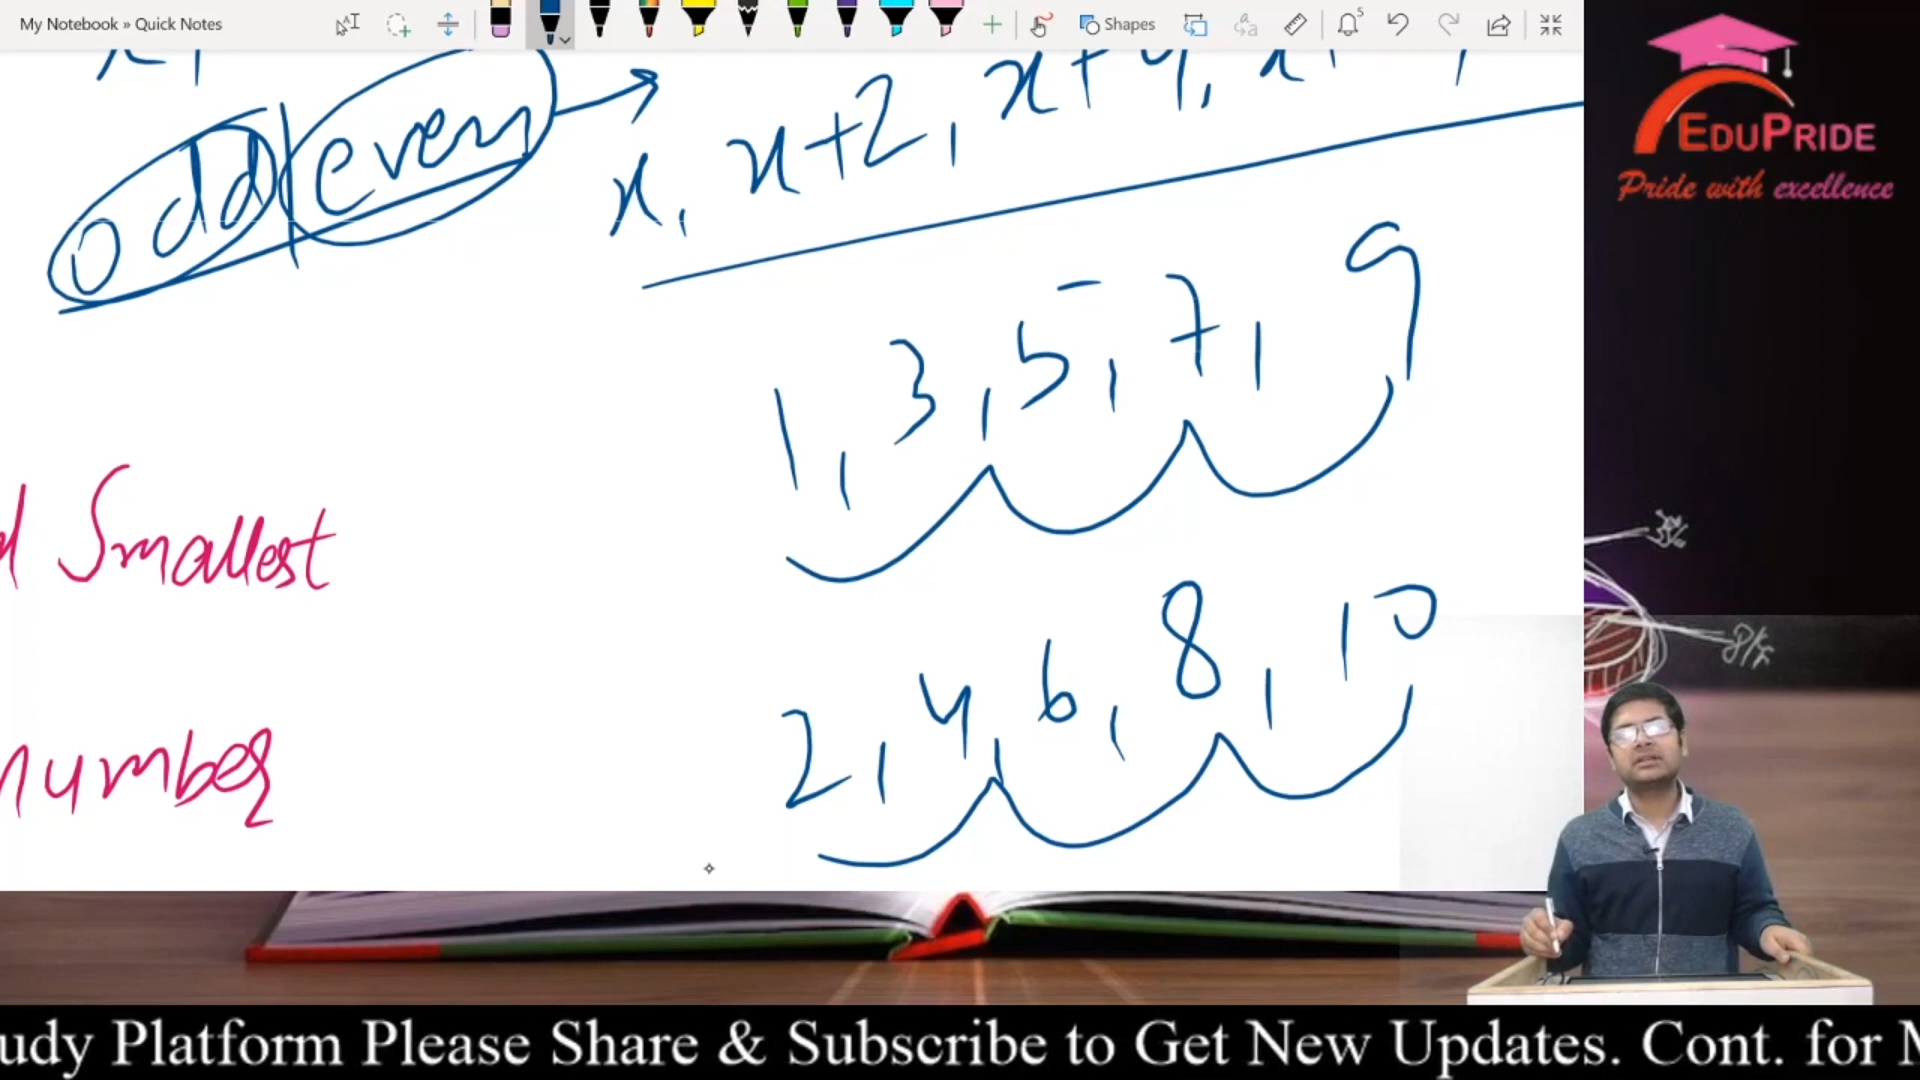 My Notebook » Quick Notes
Shapes
5
odd even → x, x+2, x+4,
1, 3, 5, 7, 9
Smallest
2, 4, 6, 8, 10
number
EDUPRIDE
Pride with excellence
udy Platform Please Share & Subscribe to Get New Updates. Cont. for M